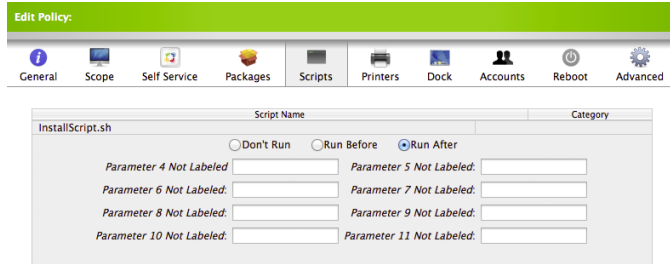 Edit Policy:
General Scope Self Service Packages Scripts Printers Dock Accounts Reboot Advanced
Script Name Category
InstallScript.sh
Don't Run Run Before Run After
Parameter 4 Not Labeled Parameter 5 Not Labeled:
Parameter 6 Not Labeled: Parameter 7 Not Labeled:
Parameter 8 Not Labeled: Parameter 9 Not Labeled:
Parameter 10 Not Labeled: Parameter 11 Not Labeled: